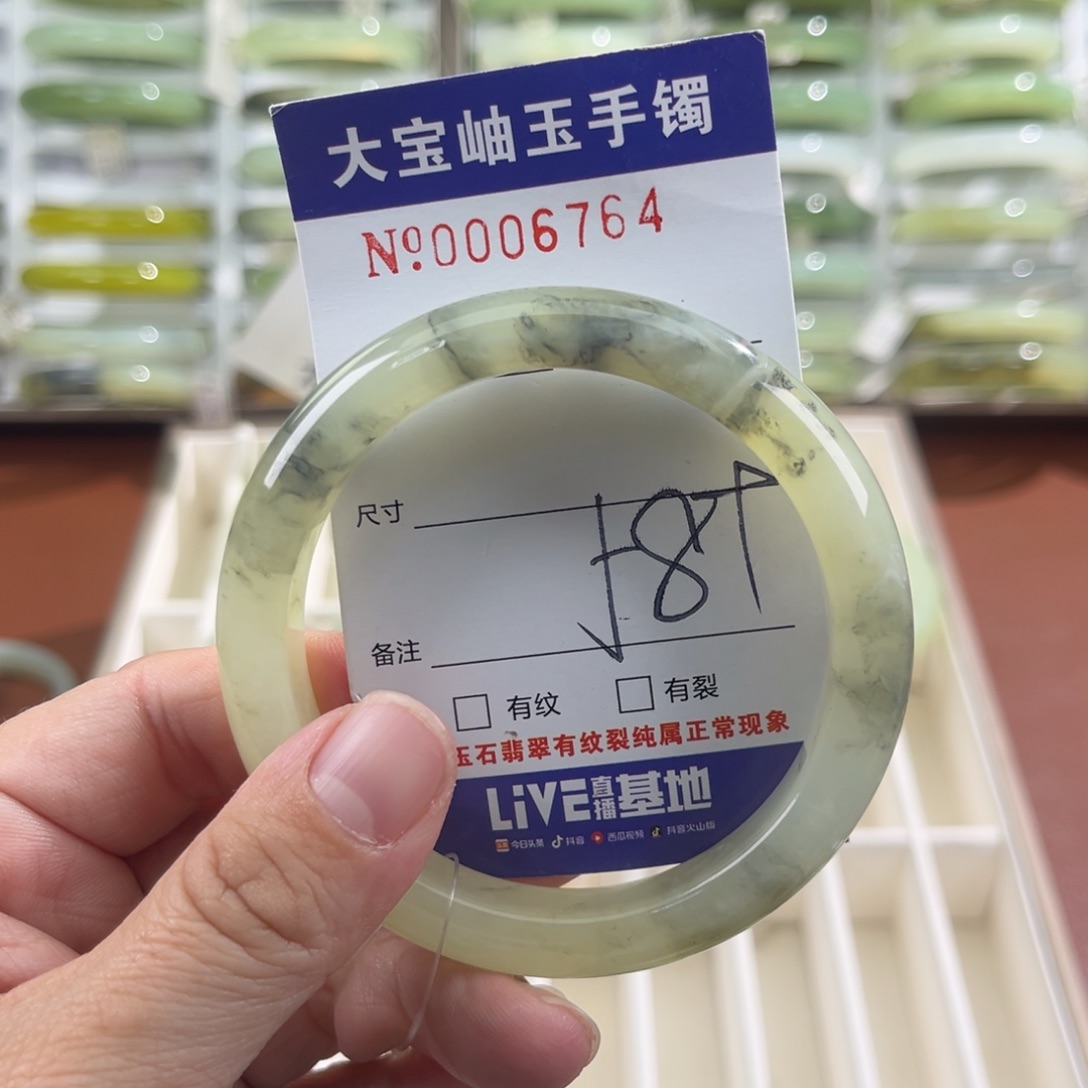 大宝岫玉手镯
Nº:0006764
尺寸
备注
□ 有纹 □ 有裂
玉石翡翠有纹裂纯属正常现象
LiVE直播基地
今日头条 抖音 西瓜视频 抖音火山版